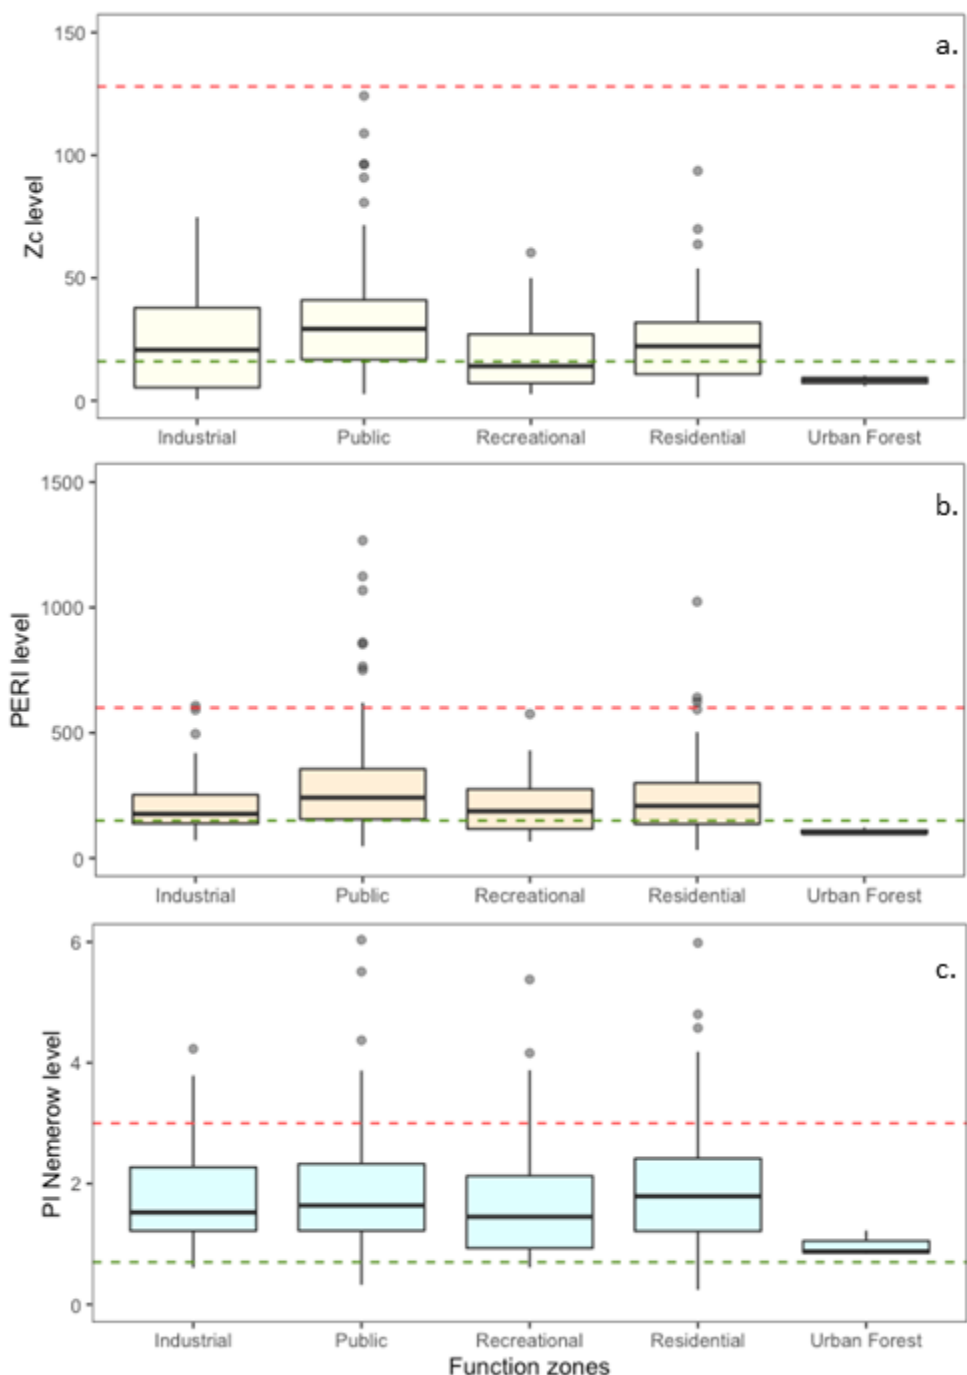 a.
150
100
50
0
Zc level
Industrial Public Recreational Residential Urban Forest
b.
1500
1000
500
0
PERI level
Industrial Public Recreational Residential Urban Forest
c.
6
4
2
0
PI Nemerow level
Industrial Public Recreational Residential Urban Forest
Function zones